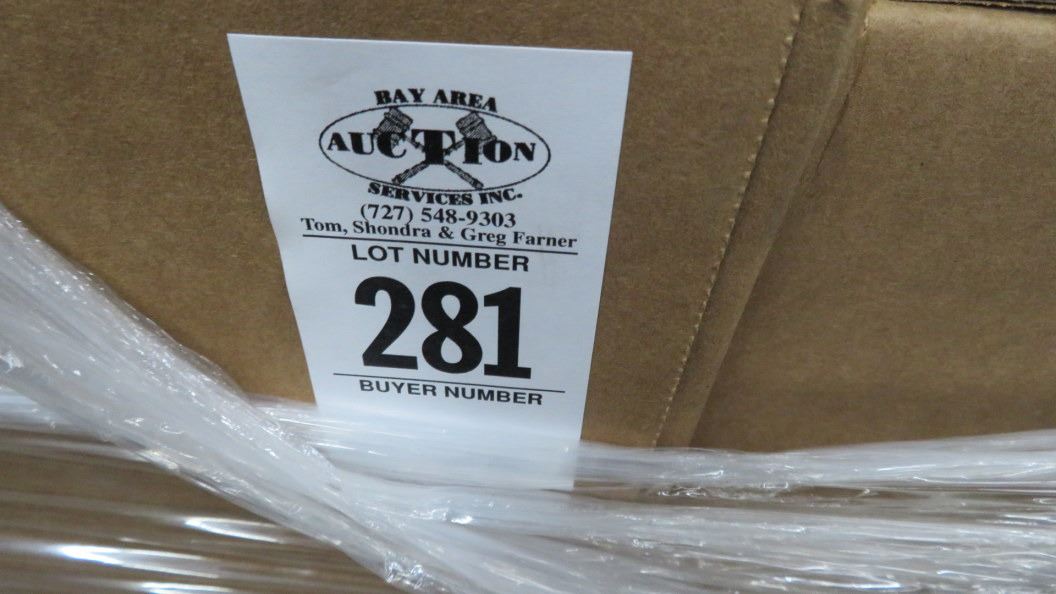 BAY AREA
AUCTION
SERVICES INC.
(727) 548-9303
Tom, Shondra & Greg Farner
LOT NUMBER
281
BUYER NUMBER